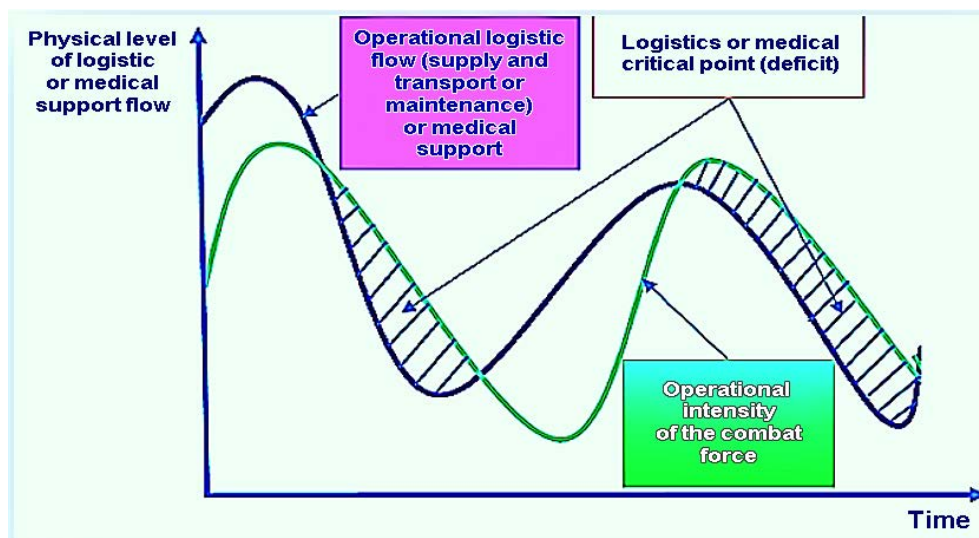 Physical level
of logistic
or medical
support flow
Operational logistic
flow (supply and
transport or
maintenance)
or medical
support
Logistics or medical
critical point (deficit)
Operational
intensity
of the combat
force
Time